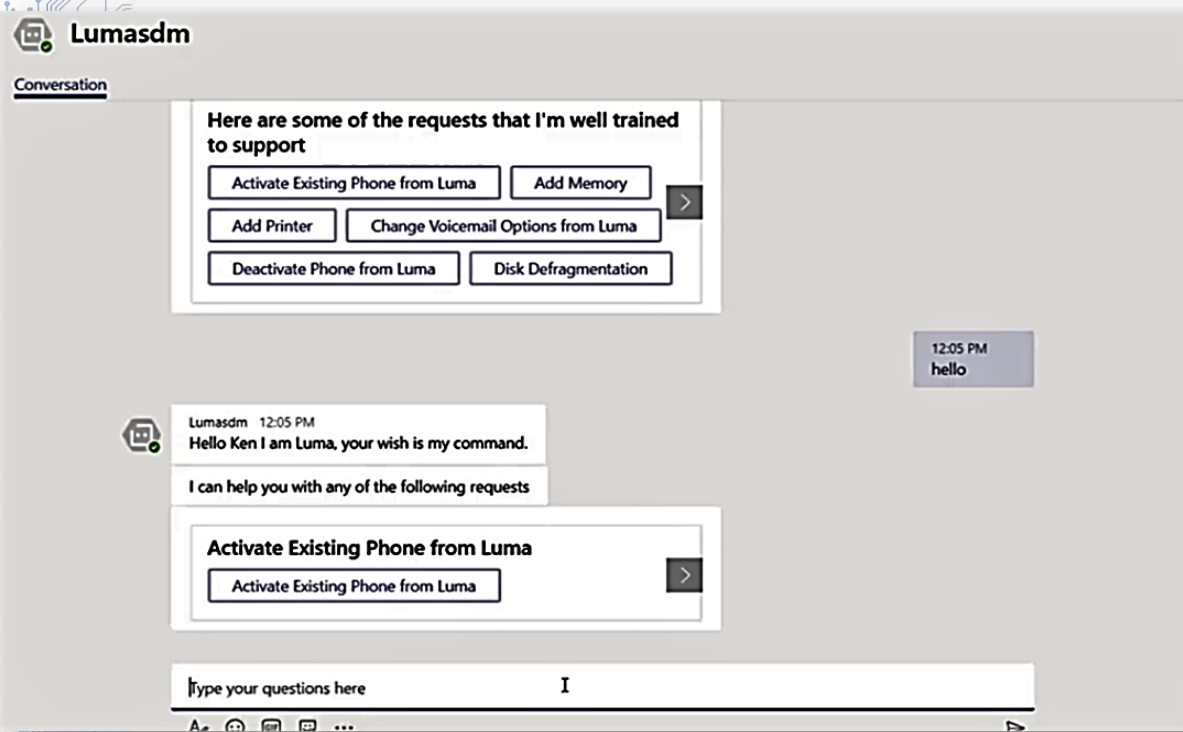 Lumasdm
Conversation
Here are some of the requests that I'm well trained
to support
Activate Existing Phone from Luma
Add Memory
Add Printer
Change Voicemail Options from Luma
Deactivate Phone from Luma
Disk Defragmentation
12:05 PM
hello
Lumasdm 12:05 PM
Hello Ken I am Luma, your wish is my command.
I can help you with any of the following requests
Activate Existing Phone from Luma
Activate Existing Phone from Luma
Type your questions here
GIF